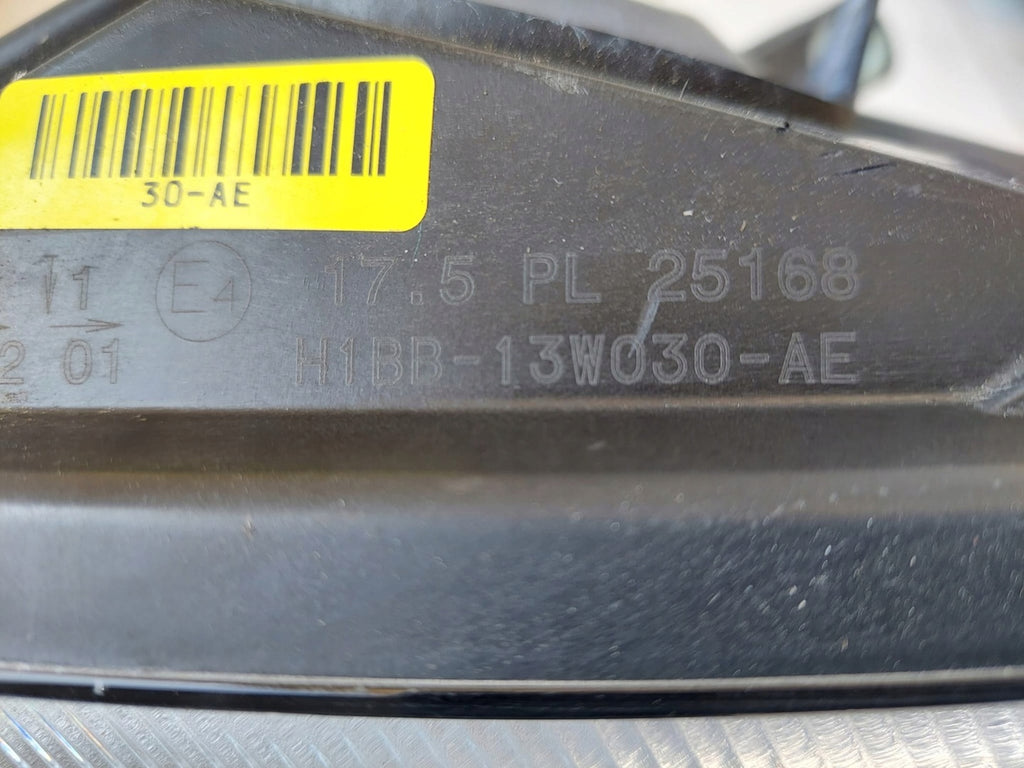 30-AE
11 E4 17.5 PL 25168
2 01 H1BB-13W030-AE